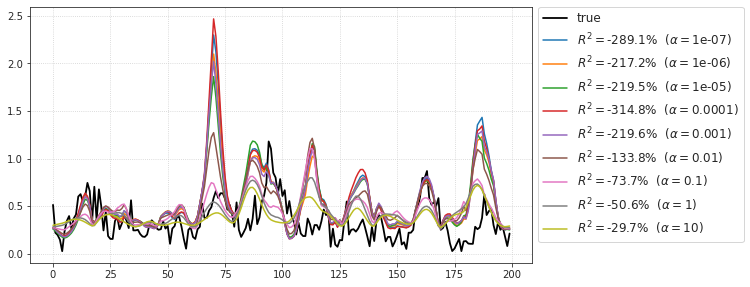 2.5
2.0
1.5
1.0
0.5
0.0
0
25
50
75
100
125
150
175
200
true
R² = -289.1% (α = 1e-07)
R² = -217.2% (α = 1e-06)
R² = -219.5% (α = 1e-05)
R² = -314.8% (α = 0.0001)
R² = -219.6% (α = 0.001)
R² = -133.8% (α = 0.01)
R² = -73.7% (α = 0.1)
R² = -50.6% (α = 1)
R² = -29.7% (α = 10)